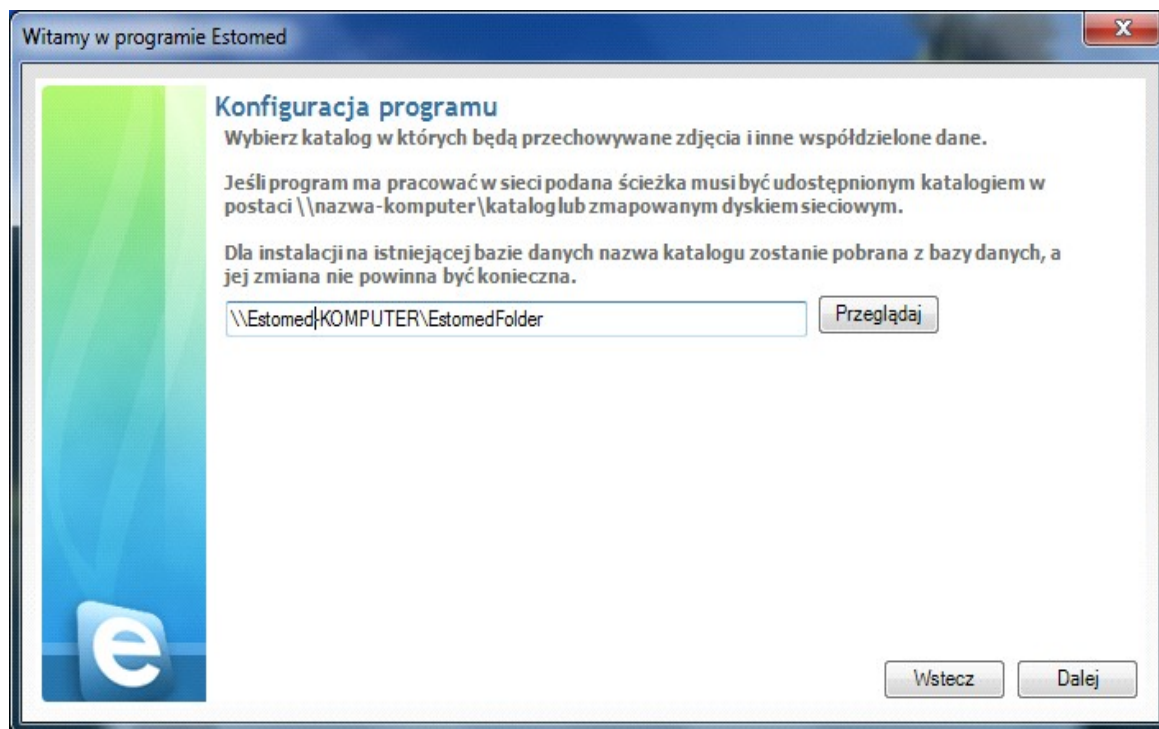 Witamy w programie Estomed
X
Konfiguracja programu
Wybierz katalog w których będą przechowywane zdjęcia i inne współdzielone dane.
Jeśli program ma pracować w sieci podana ścieżka musi być udostępnionym katalogiem w
postaci \\nazwa-komputer\katalog lub zmapowanym dyskiem sieciowym.
Dla instalacji na istniejącej bazie danych nazwa katalogu zostanie pobrana z bazy danych, a
jej zmiana nie powinna być konieczna.
\\Estomed-KOMPUTER\EstomedFolder
Przeglądaj
e
Wstecz
Dalej